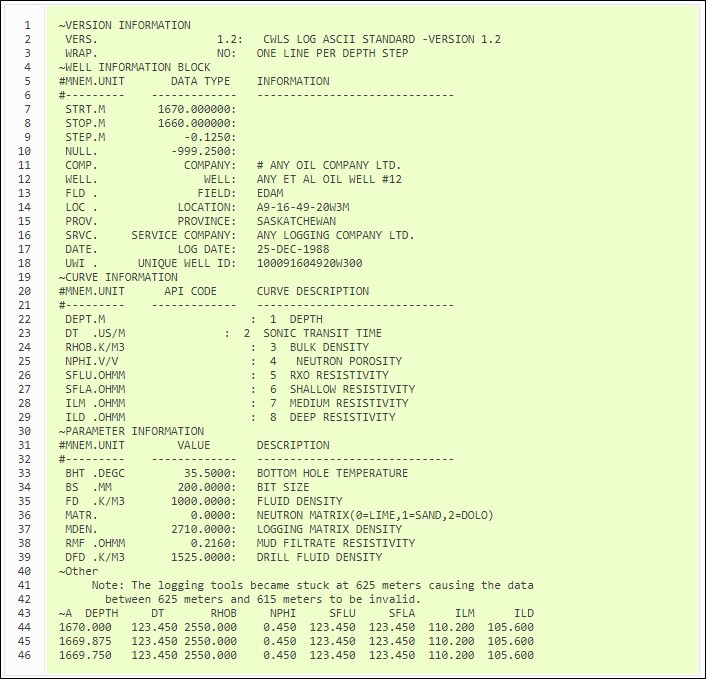 1 ~VERSION INFORMATION
2 VERS. 1.2: CWLS LOG ASCII STANDARD -VERSION 1.2
3 WRAP. NO: ONE LINE PER DEPTH STEP
4 ~WELL INFORMATION BLOCK
5 #MNEM.UNIT DATA TYPE INFORMATION
6 #--------- ------------- ------------------------------
7 STRT.M 1670.000000:
8 STOP.M 1660.000000:
9 STEP.M -0.1250:
10 NULL. -999.2500:
11 COMP. COMPANY: # ANY OIL COMPANY LTD.
12 WELL. WELL: ANY ET AL OIL WELL #12
13 FLD . FIELD: EDAM
14 LOC . LOCATION: A9-16-49-20W3M
15 PROV. PROVINCE: SASKATCHEWAN
16 SRVC. SERVICE COMPANY: ANY LOGGING COMPANY LTD.
17 DATE. LOG DATE: 25-DEC-1988
18 UWI . UNIQUE WELL ID: 100091604920W300
19 ~CURVE INFORMATION
20 #MNEM.UNIT API CODE CURVE DESCRIPTION
21 #--------- ------------- ------------------------------
22 DEPT.M : 1 DEPTH
23 DT .US/M : 2 SONIC TRANSIT TIME
24 RHOB.K/M3 : 3 BULK DENSITY
25 NPHI.V/V : 4 NEUTRON POROSITY
26 SFLU.OHMM : 5 RXO RESISTIVITY
27 SFLA.OHMM : 6 SHALLOW RESISTIVITY
28 ILM .OHMM : 7 MEDIUM RESISTIVITY
29 ILD .OHMM : 8 DEEP RESISTIVITY
30 ~PARAMETER INFORMATION
31 #MNEM.UNIT VALUE DESCRIPTION
32 #--------- ------------- ------------------------------
33 BHT .DEGC 35.5000: BOTTOM HOLE TEMPERATURE
34 BS .MM 200.0000: BIT SIZE
35 FD .K/M3 1000.0000: FLUID DENSITY
36 MATR. 0.0000: NEUTRON MATRIX(0=LIME,1=SAND,2=DOLO)
37 MDEN. 2710.0000: LOGGING MATRIX DENSITY
38 RMF .OHMM 0.2160: MUD FILTRATE RESISTIVITY
39 DFD .K/M3 1525.0000: DRILL FLUID DENSITY
40 ~Other
41 Note: The logging tools became stuck at 625 meters causing the data
42 between 625 meters and 615 meters to be invalid.
43 ~A DEPTH DT RHOB NPHI SFLU SFLA ILM ILD
44 1670.000 123.450 2550.000 0.450 123.450 123.450 110.200 105.600
45 1669.875 123.450 2550.000 0.450 123.450 123.450 110.200 105.600
46 1669.750 123.450 2550.000 0.450 123.450 123.450 110.200 105.600